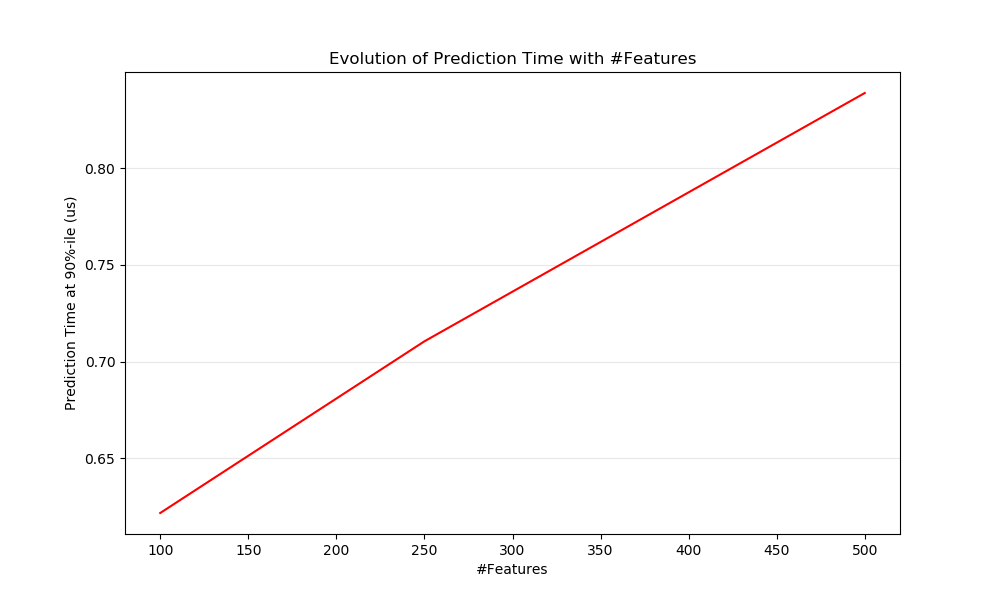 Evolution of Prediction Time with #Features
Prediction Time at 90%-ile (us)
0.80
0.75
0.70
0.65
100 150 200 250 300 350 400 450 500
#Features